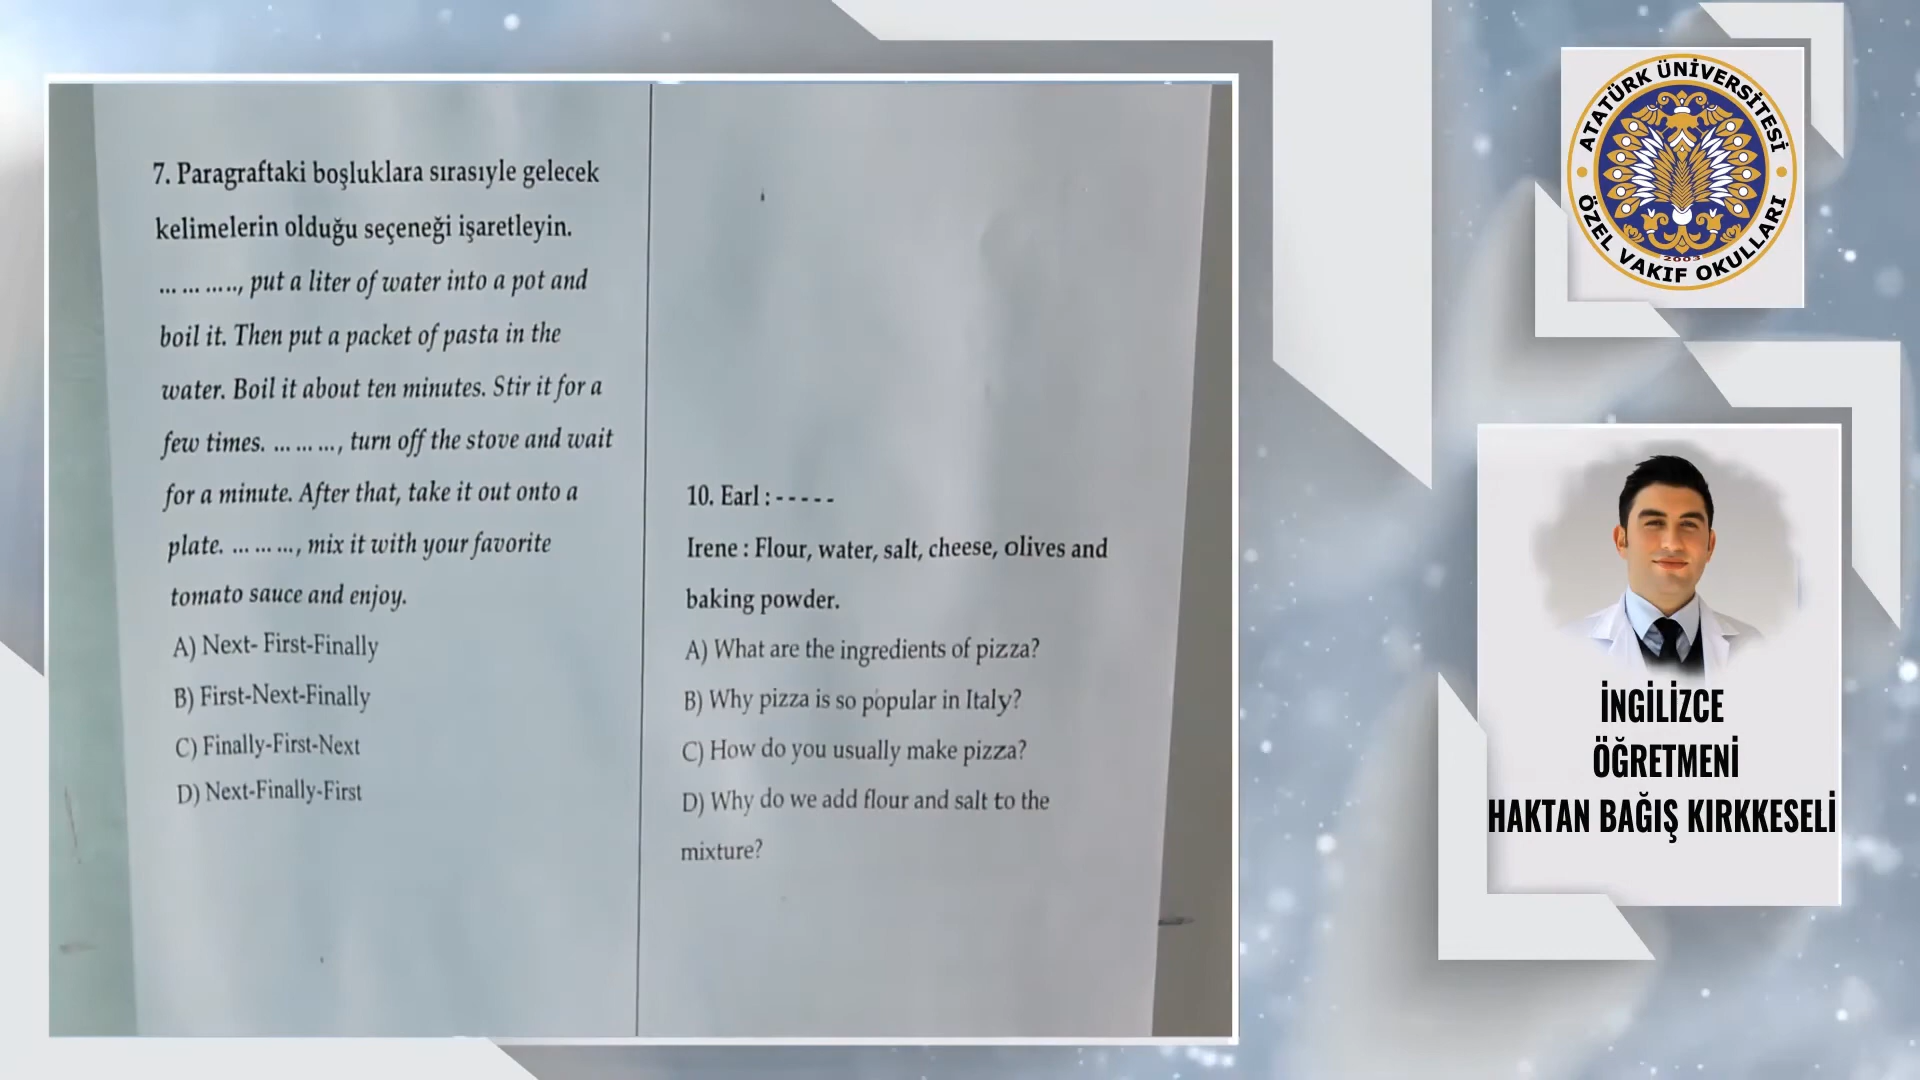 7. Paragraftaki boşluklara sırasıyle gelecek
kelimelerin olduğu seçeneği işaretleyin.
... ... ....., put a liter of water into a pot and
boil it. Then put a packet of pasta in the
water. Boil it about ten minutes. Stir it for a
few times. ... ... ..., turn off the stove and wait
for a minute. After that, take it out onto a
plate. ... ... ..., mix it with your favorite
tomato sauce and enjoy.
A) Next- First-Finally
B) First-Next-Finally
C) Finally-First-Next
D) Next-Finally-First
10. Earl : - - - - -
Irene : Flour, water, salt, cheese, olives and
baking powder.
A) What are the ingredients of pizza?
B) Why pizza is so popular in Italy?
C) How do you usually make pizza?
D) Why do we add flour and salt to the
mixture?
ATATÜRK ÜNİVERSİTESİ
ÖZEL VAKIF OKULLARI
2003
İNGİLİZCE
ÖĞRETMENİ
HAKTAN BAĞIŞ KIRKKESELİ